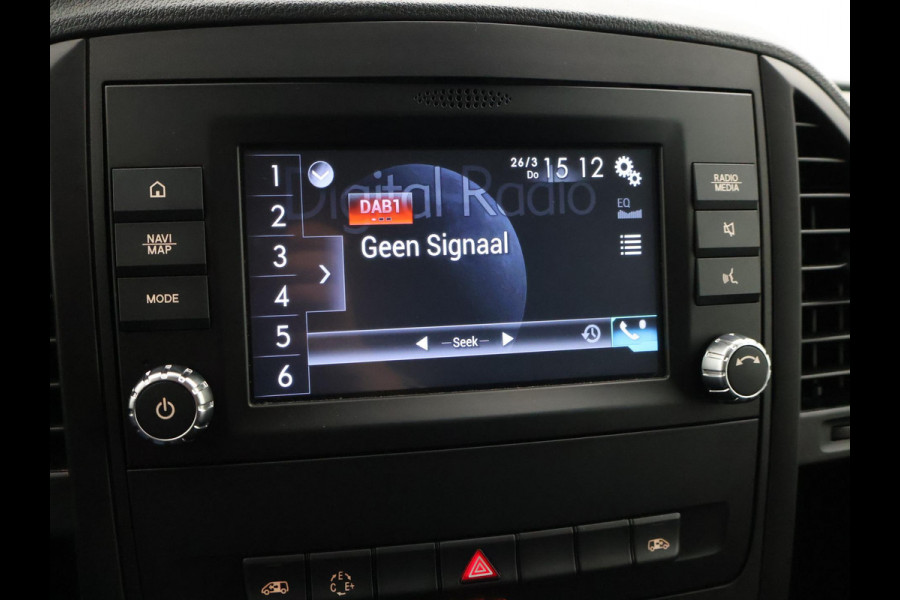 1
2
3
4
5
6
Digital Radio
DAB1
Geen Signaal
26/3
Do
15 12
EQ
Seek
NAVI
MAP
MODE
RADIO
MEDIA
E
C E+